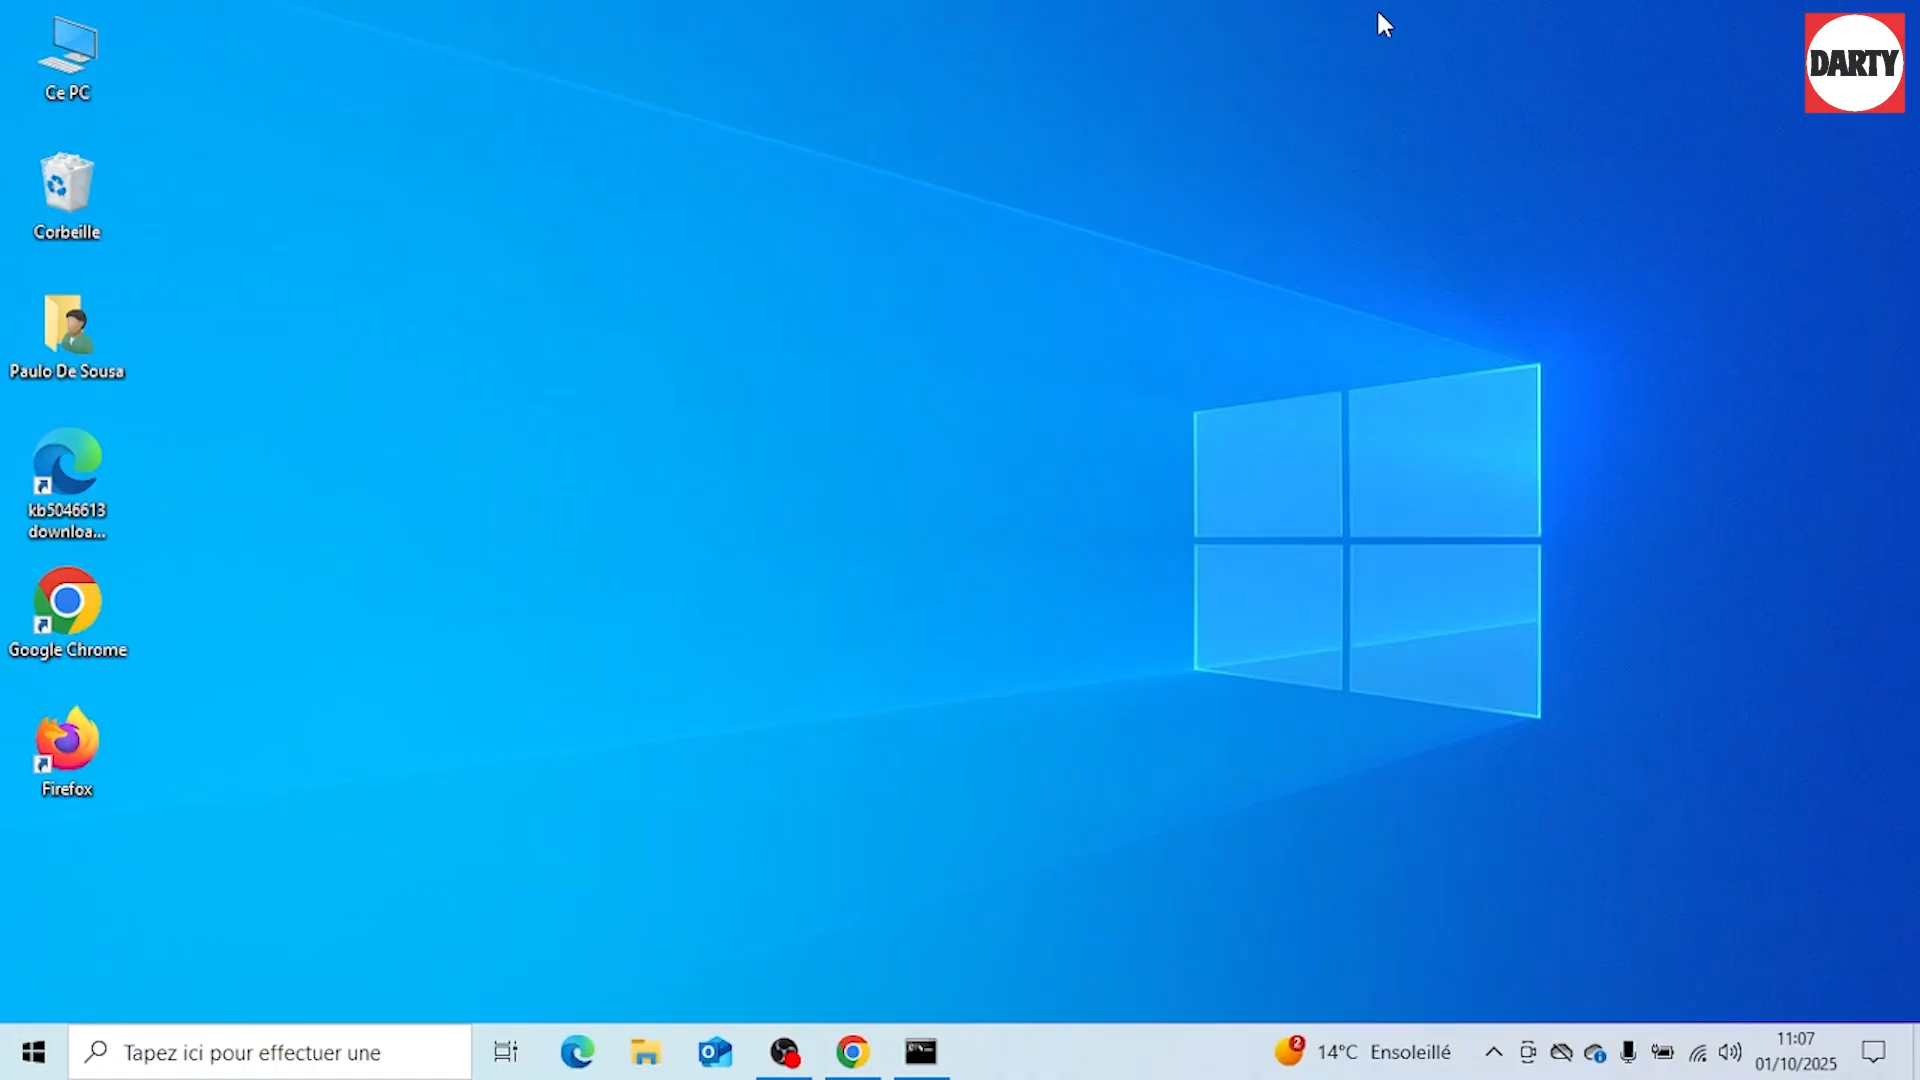 DARTY
Ce PC
Corbeille
Paulo De Sousa
kb5046613
downloa...
Google Chrome
Firefox
Tapez ici pour effectuer une
2
14°C Ensoleillé
11:07
01/10/2025